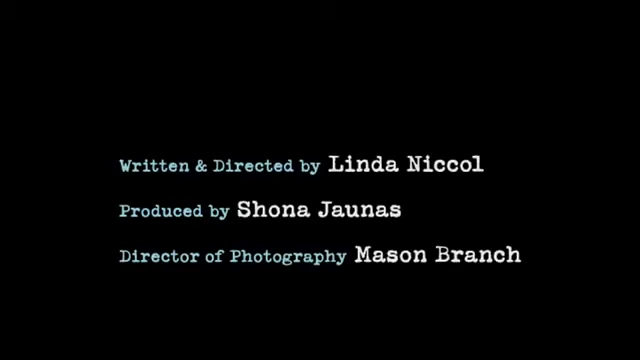 Written & Directed by Linda Niccol
Produced by Shona Jaunas
Director of Photography Mason Branch